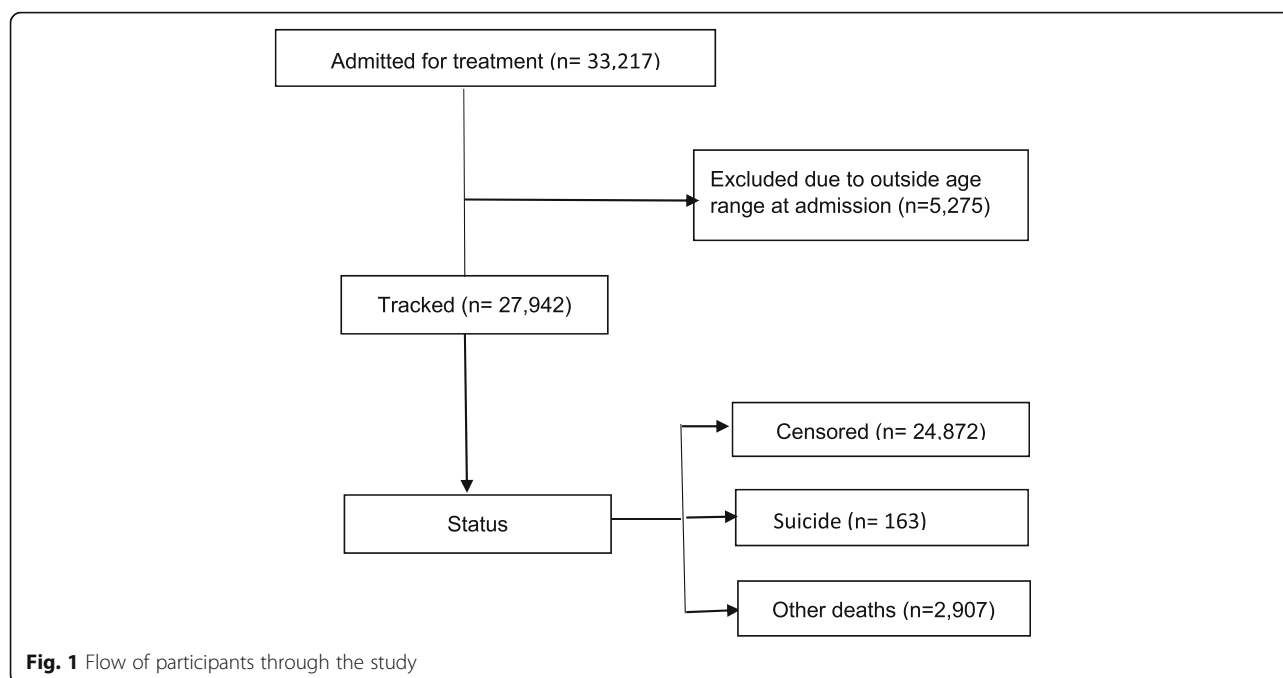 Admitted for treatment (n= 33,217)
Excluded due to outside age
range at admission (n=5,275)
Tracked (n= 27,942)
Censored (n= 24,872)
Status
Suicide (n= 163)
Other deaths (n=2,907)
Fig. 1 Flow of participants through the study